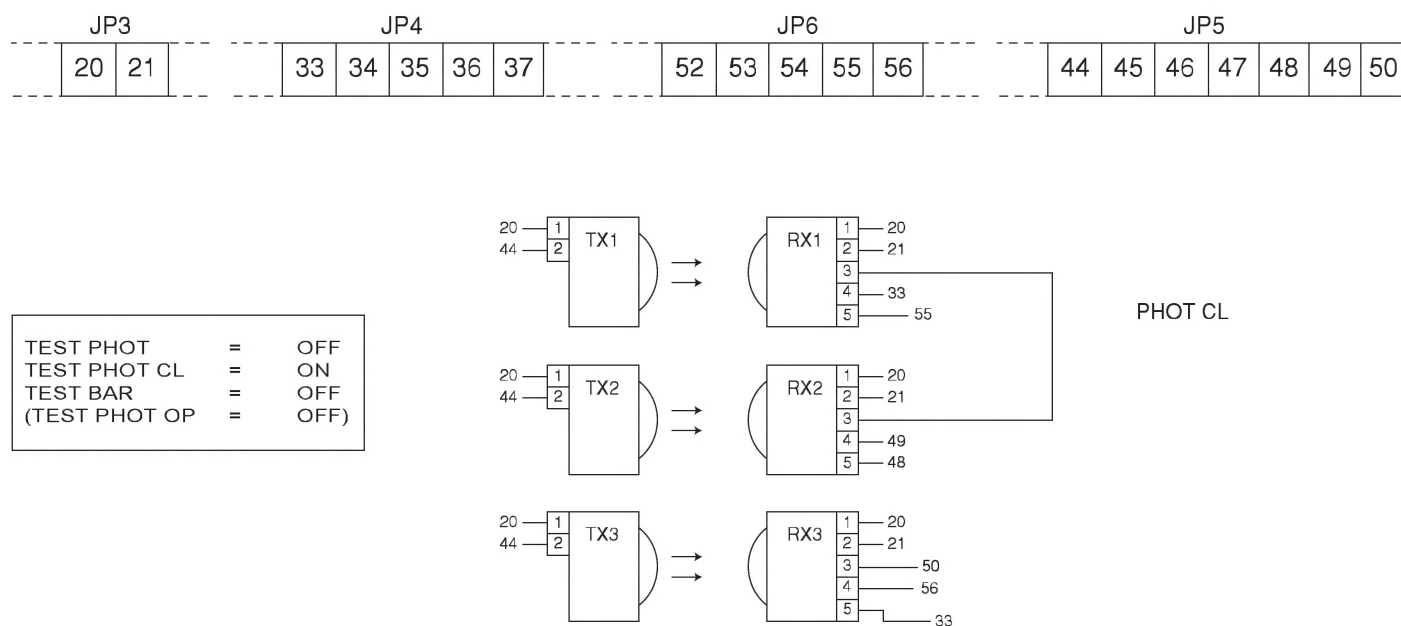 JP3 JP4 JP6 JP5
20 21 33 34 35 36 37 52 53 54 55 56 44 45 46 47 48 49 50
20 1 TX1 RX1 1 20
44 2 2 21
3
4 33
5 55
PHOT CL
TEST PHOT = OFF
TEST PHOT CL = ON
TEST BAR = OFF
(TEST PHOT OP = OFF)
20 1 TX2 RX2 1 20
44 2 2 21
3
4 49
5 48
20 1 TX3 RX3 1 20
44 2 2 21
3 50
4 56
5 33